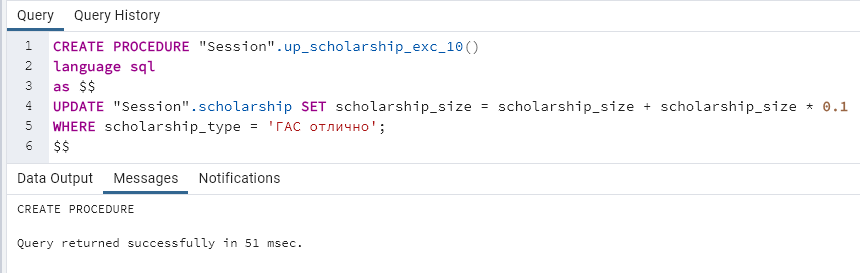 Query Query History
1 CREATE PROCEDURE "Session".up_scholarship_exc_10()
2 language sql
3 as $$
4 UPDATE "Session".scholarship SET scholarship_size = scholarship_size + scholarship_size * 0.1
5 WHERE scholarship_type = 'ГАС отлично';
6 $$
Data Output Messages Notifications
CREATE PROCEDURE
Query returned successfully in 51 msec.